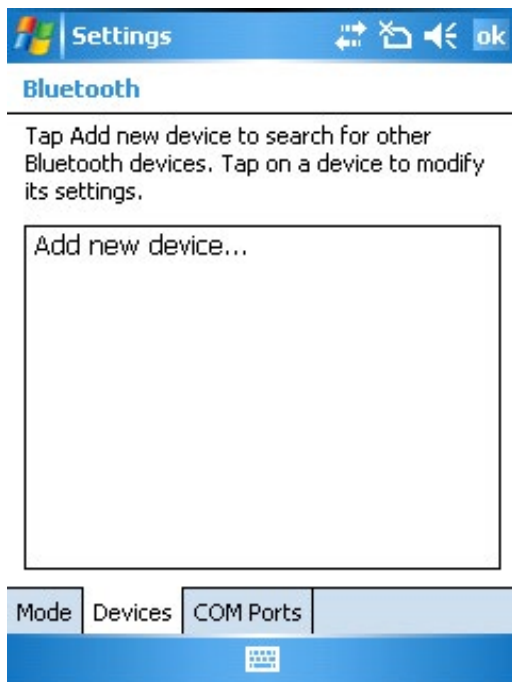 Settings ok
Bluetooth
Tap Add new device to search for other
Bluetooth devices. Tap on a device to modify
its settings.
Add new device...
Mode Devices COM Ports